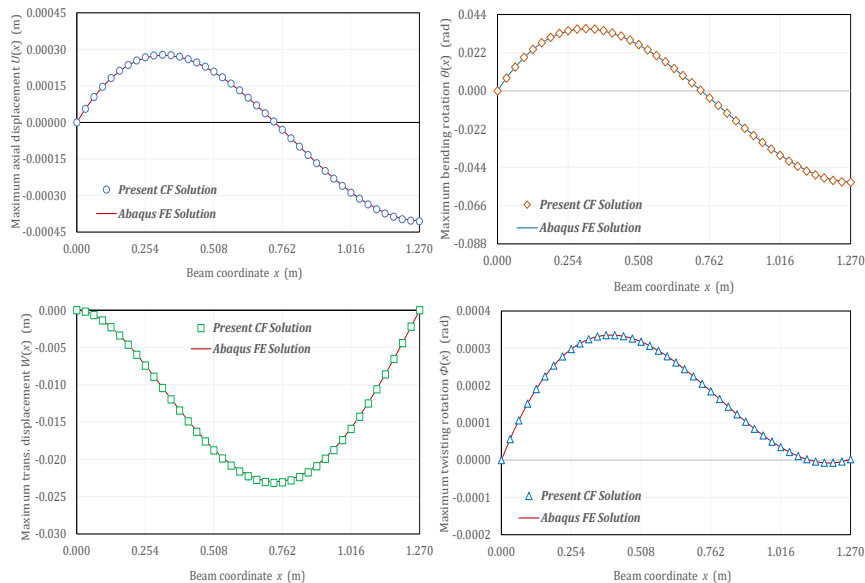 Maximum axial displacement U(x) (m)
0.00045
0.00030
0.00015
0.00000
-0.00015
-0.00030
-0.00045
Present CF Solution
Abaqus FE Solution
0.000 0.254 0.508 0.762 1.016 1.270
Beam coordinate x (m)
Maximum bending rotation θ(x) (rad)
0.044
0.022
0.000
-0.022
-0.044
-0.066
-0.088
Present CF Solution
Abaqus FE Solution
0.000 0.254 0.508 0.762 1.016 1.270
Beam coordinate x (m)
Maximum trans. displacement W(x) (m)
0.000
-0.005
-0.010
-0.015
-0.020
-0.025
-0.030
Present CF Solution
Abaqus FE Solution
0.000 0.254 0.508 0.762 1.016 1.270
Beam coordinate x (m)
Maximum twisting rotation Φ(x) (rad)
0.0004
0.0003
0.0002
0.0001
0.0000
-0.0001
-0.0002
Present CF Solution
Abaqus FE Solution
0.000 0.254 0.508 0.762 1.016 1.270
Beam coordinate x (m)